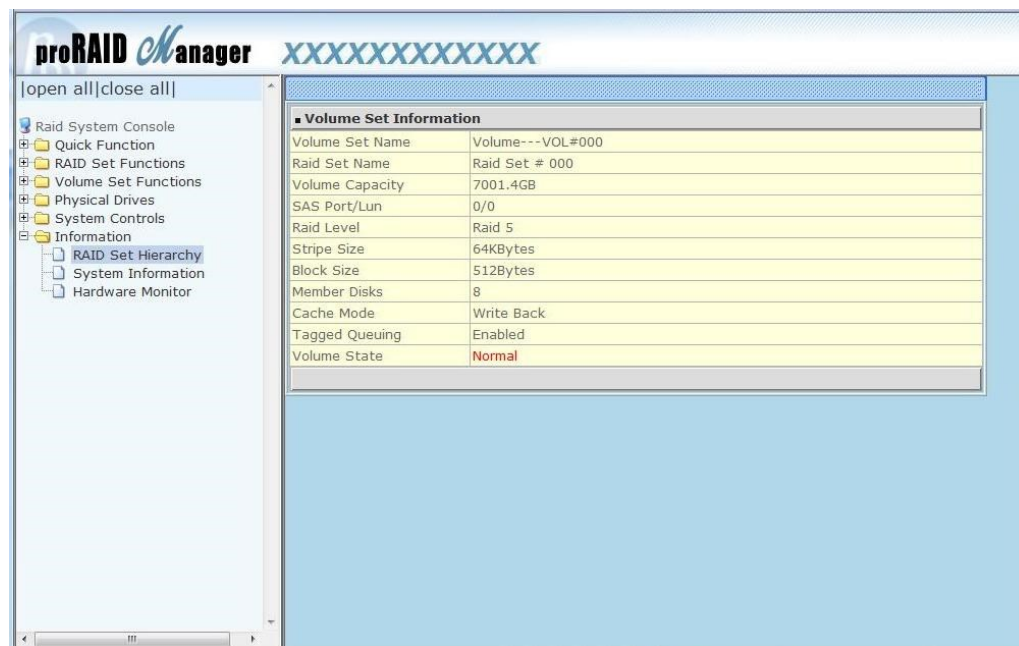 proRAID Manager XXXXXXXXXXXX
|open all|close all|
Raid System Console
Quick Function
RAID Set Functions
Volume Set Functions
Physical Drives
System Controls
Information
RAID Set Hierarchy
System Information
Hardware Monitor
Volume Set Information
Volume Set Name Volume---VOL#000
Raid Set Name Raid Set # 000
Volume Capacity 7001.4GB
SAS Port/Lun 0/0
Raid Level Raid 5
Stripe Size 64KBytes
Block Size 512Bytes
Member Disks 8
Cache Mode Write Back
Tagged Queuing Enabled
Volume State Normal